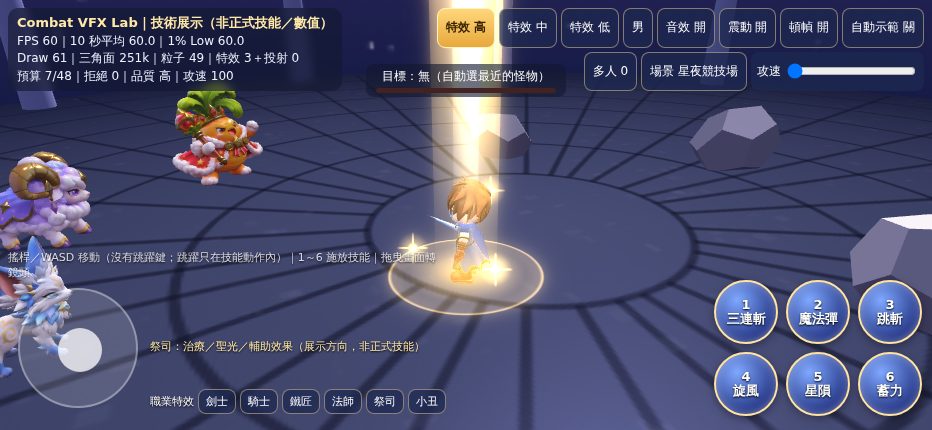 Combat VFX Lab｜技術展示（非正式技能／數值）
FPS 60｜10 秒平均 60.0｜1% Low 60.0
Draw 61｜三角面 251k｜粒子 49｜特效 3＋投射 0
預算 7/48｜拒絕 0｜品質 高｜攻速 100
特效 高
特效 中
特效 低
男
音效 開
震動 開
頓幀 開
自動示範 關
目標：無（自動選最近的怪物）
多人 0
場景 星夜競技場
攻速
搖桿／WASD 移動（沒有跳躍鍵；跳躍只在技能動作內）｜1~6 施放技能｜拖曳畫面轉
鏡頭
1
三連斬
2
魔法彈
3
跳斬
祭司：治療／聖光／輔助效果（展示方向，非正式技能）
4
旋風
5
星隕
6
蓄力
職業特效
劍士
騎士
鐵匠
法師
祭司
小丑